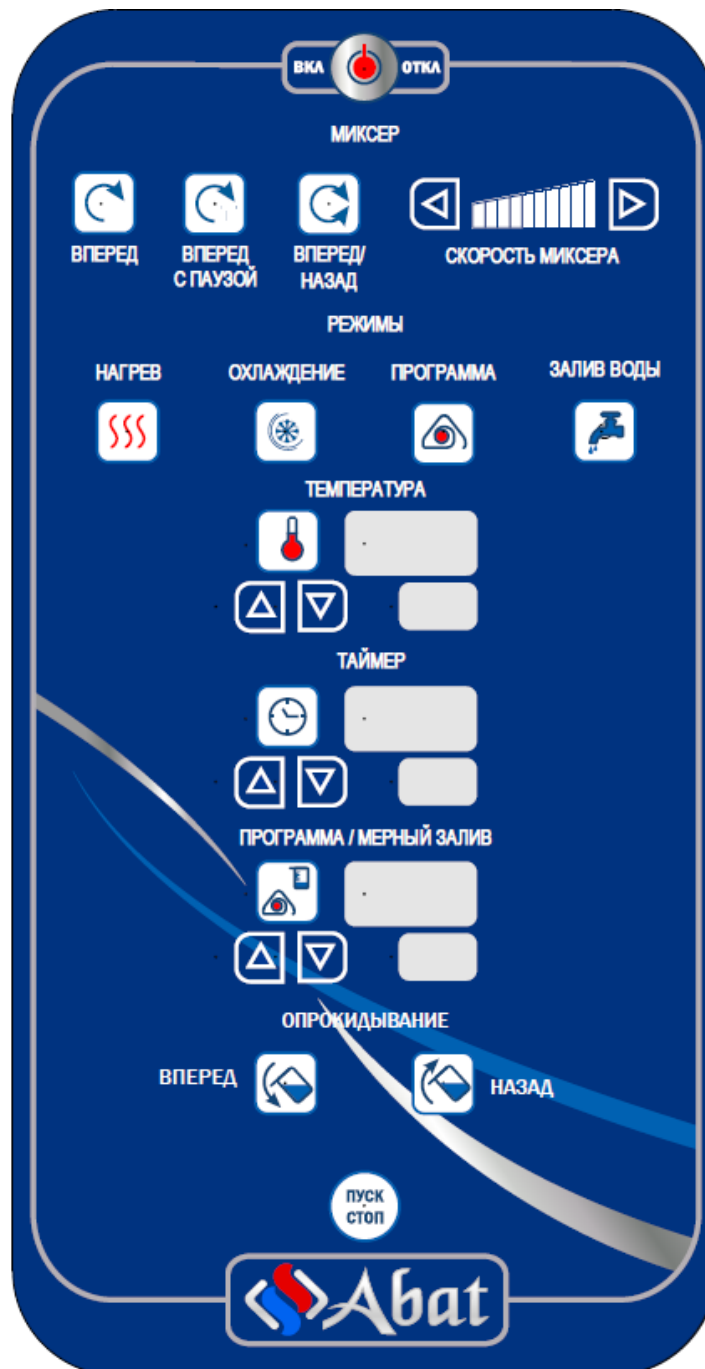 ВКЛ ОТКЛ
МИКСЕР
ВПЕРЕД
ВПЕРЕД
С ПАУЗОЙ
ВПЕРЕД/
НАЗАД
СКОРОСТЬ МИКСЕРА
РЕЖИМЫ
НАГРЕВ ОХЛАЖДЕНИЕ ПРОГРАММА ЗАЛИВ ВОДЫ
ТЕМПЕРАТУРА
ТАЙМЕР
ПРОГРАММА / МЕРНЫЙ ЗАЛИВ
ОПРОКИДЫВАНИЕ
ВПЕРЕД НАЗАД
ПУСК
СТОП
Abat